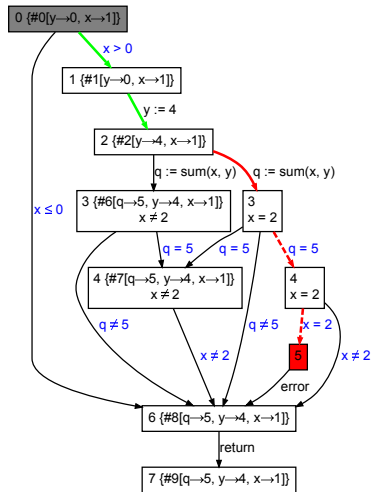 0 {#0[y→0, x→1]}
x > 0
1 {#1[y→0, x→1]}
y := 4
2 {#2[y→4, x→1]}
q := sum(x, y)
q := sum(x, y)
x ≤ 0
3 {#6[q→5, y→4, x→1]}
x ≠ 2
3
x = 2
q = 5
q = 5
q = 5
4 {#7[q→5, y→4, x→1]}
x ≠ 2
4
x = 2
q ≠ 5
q ≠ 5
x = 2
x ≠ 2
x ≠ 2
5
error
6 {#8[q→5, y→4, x→1]}
return
7 {#9[q→5, y→4, x→1]}